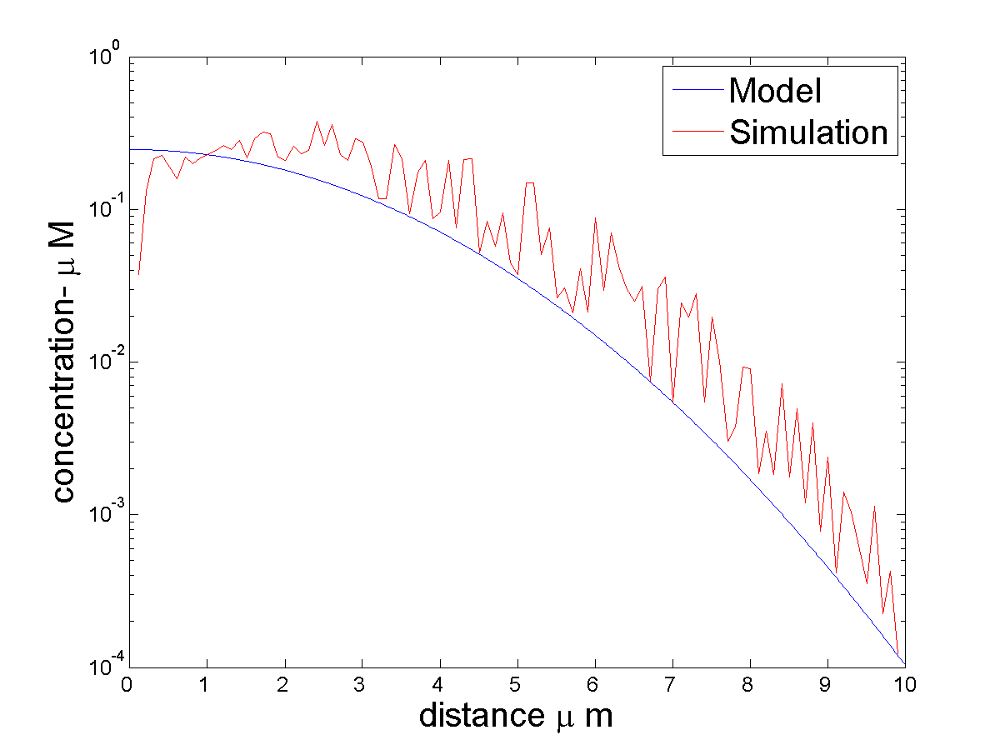 10^0
10^-1
10^-2
10^-3
10^-4
concentration- μ M
Model
Simulation
0 1 2 3 4 5 6 7 8 9 10
distance μ m